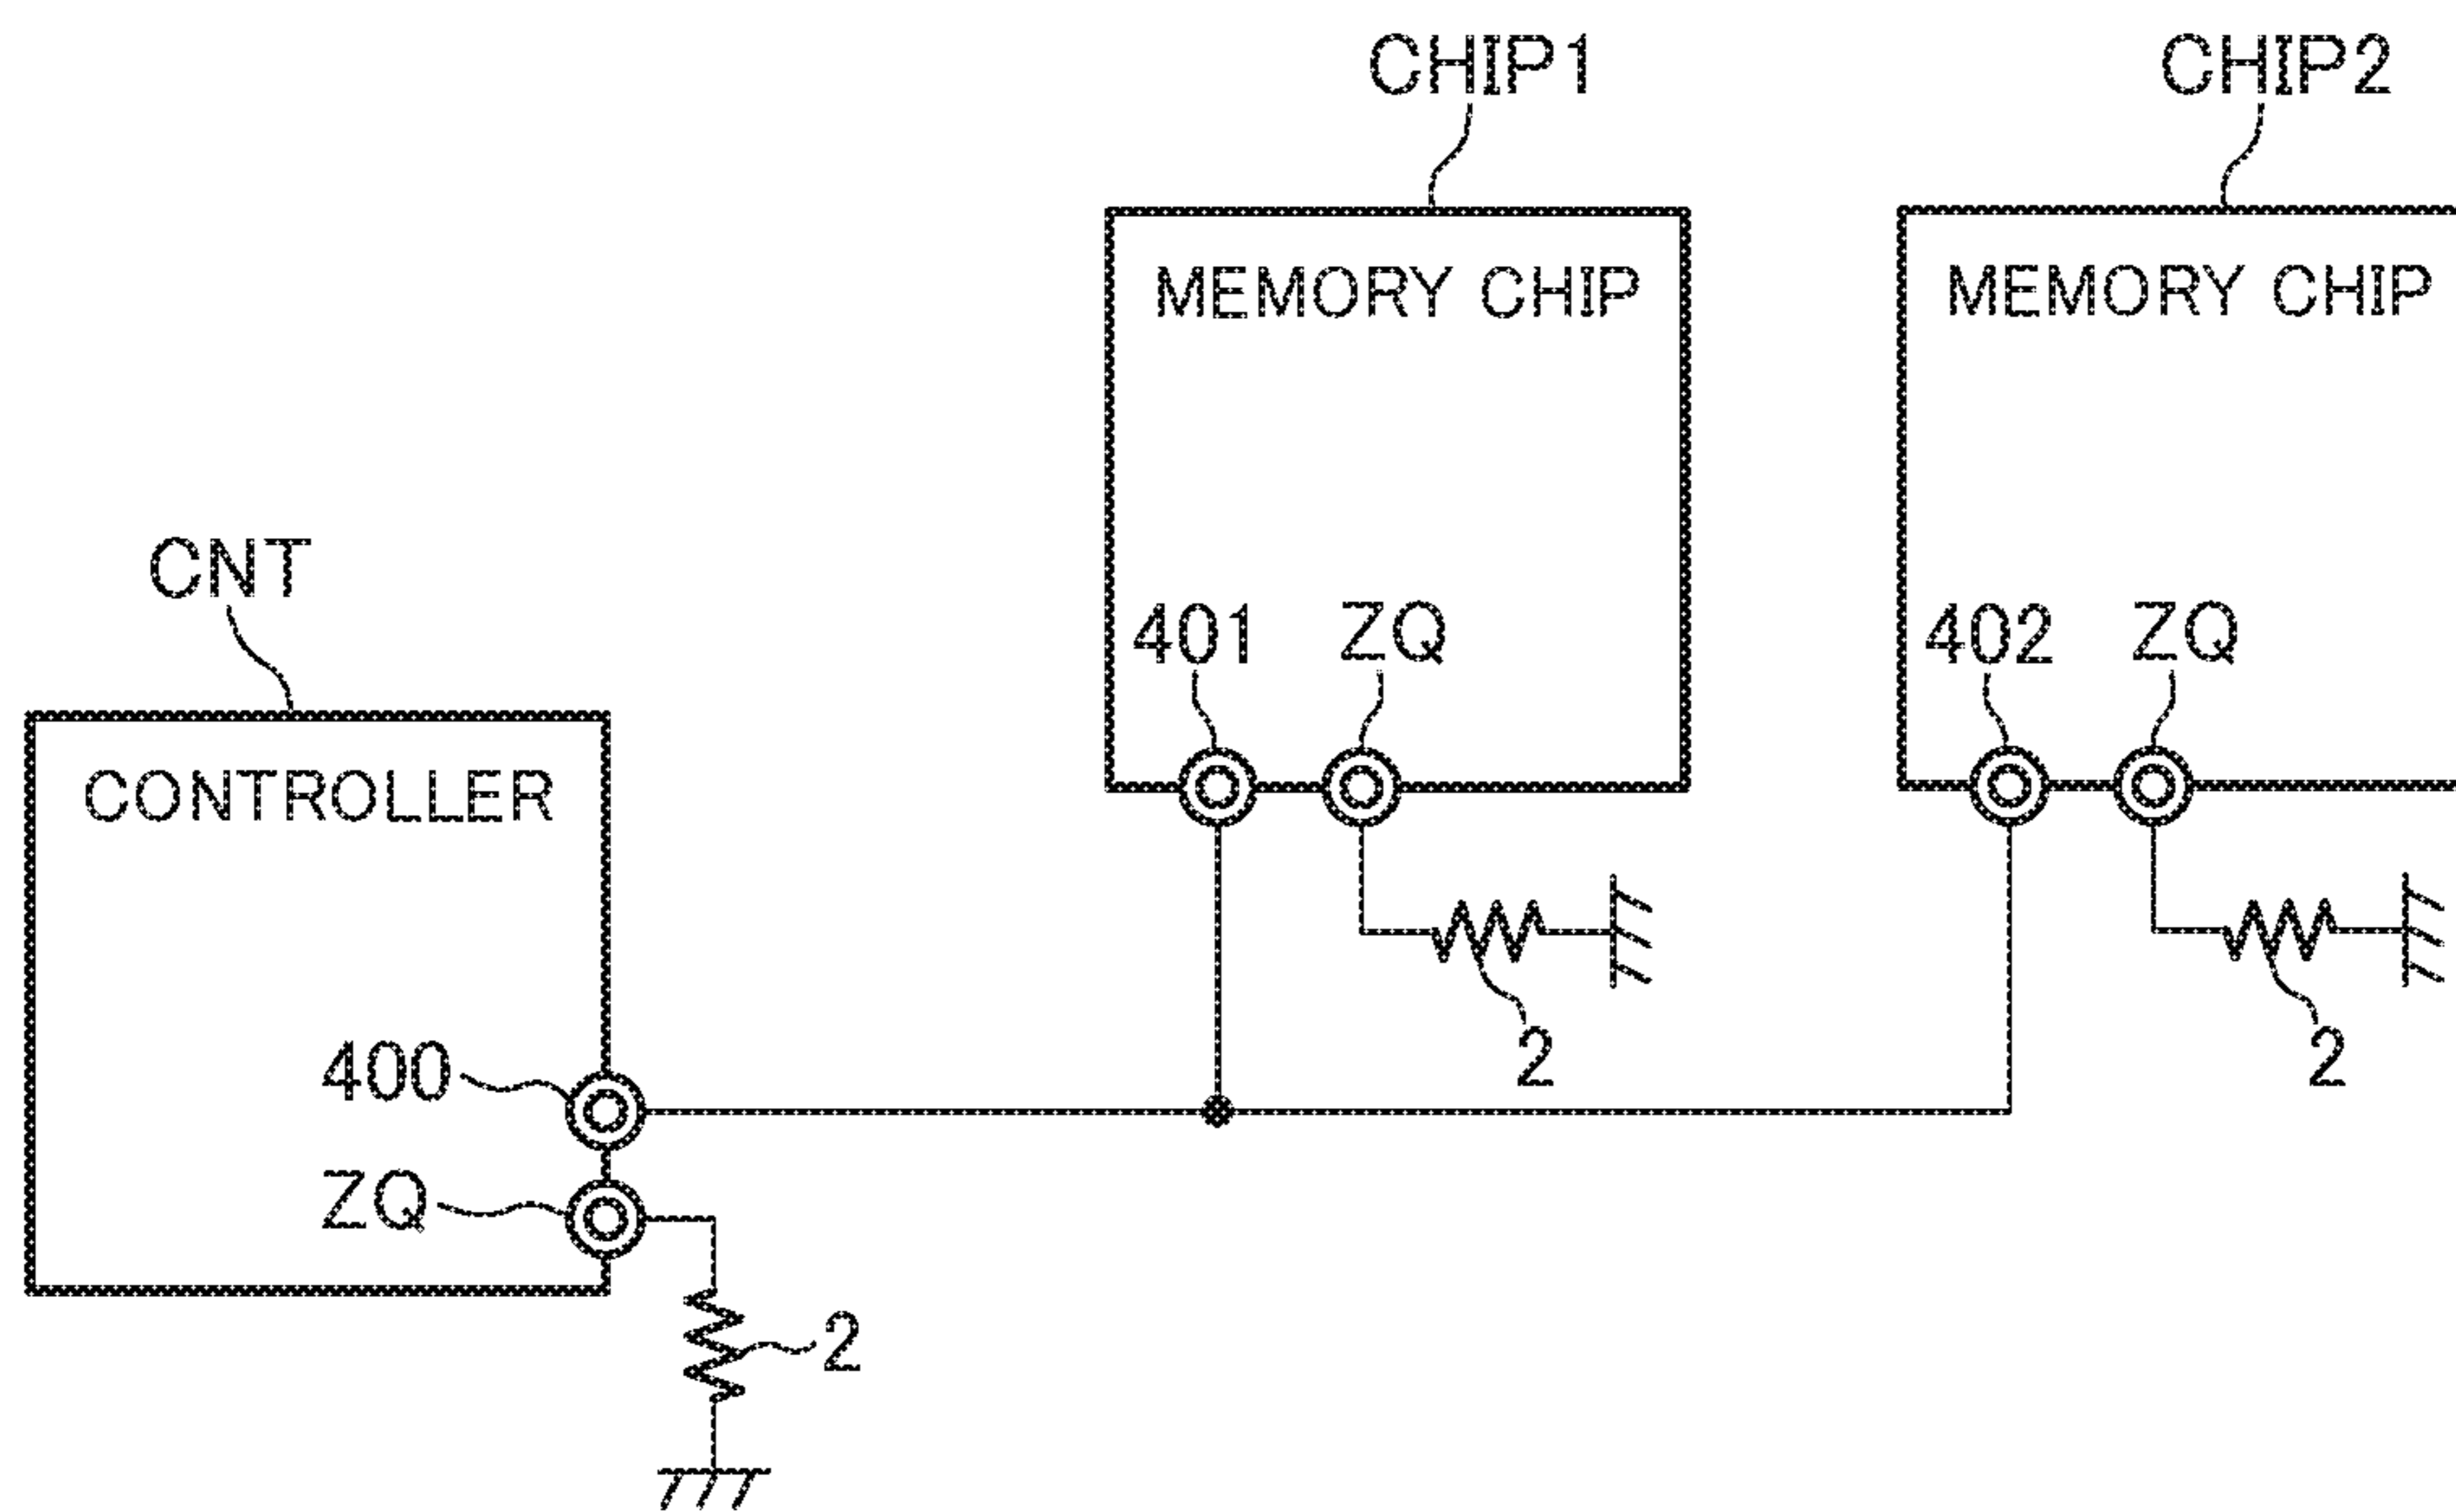 CHIP1
CHIP2
MEMORY CHIP
MEMORY CHIP
CNT
401
ZQ
402
ZQ
CONTROLLER
400
2
2
ZQ
2